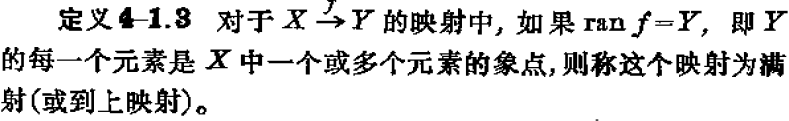 定义4-1.3 对于 X \xrightarrow{f} Y 的映射中, 如果 ran f=Y, 即 Y
的每一个元素是 X 中一个或多个元素的象点,则称这个映射为满
射(或到上映射)。